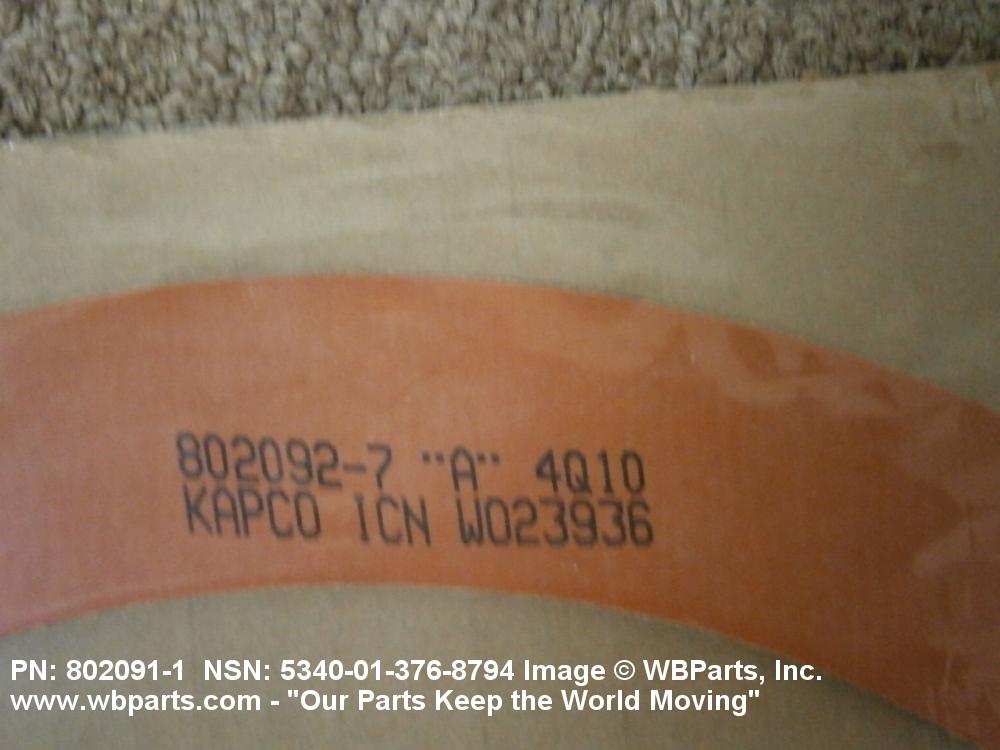 802092-7 "A" 4Q10
KAPCO ICN W023936
PN: 802091-1 NSN: 5340-01-376-8794 Image © WBParts, Inc.
www.wbparts.com - "Our Parts Keep the World Moving"